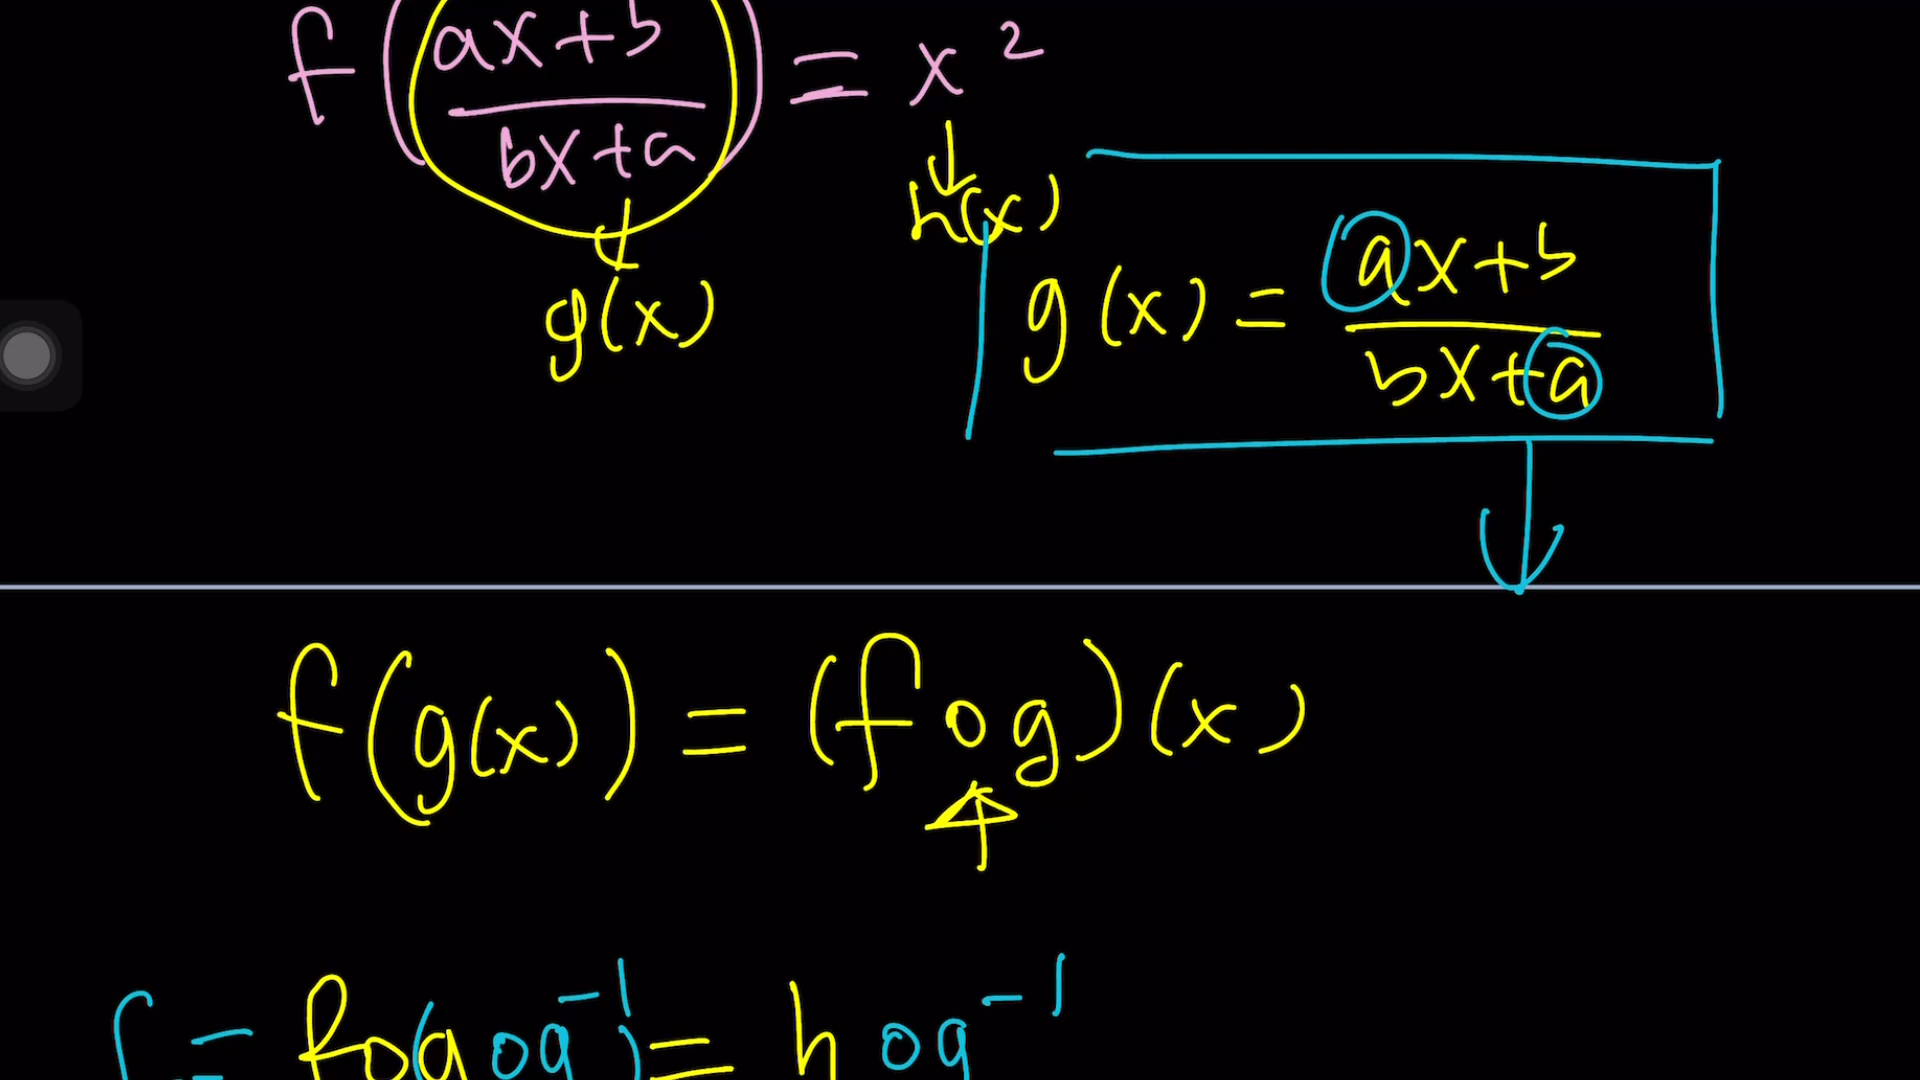 f((ax+b)/(bx+a)) = x²
h(x)
g(x)
g(x) = (ax+b)/(bx+a)
f(g(x)) = (f o g)(x)
f = f o (g o g⁻¹) = h o g⁻¹